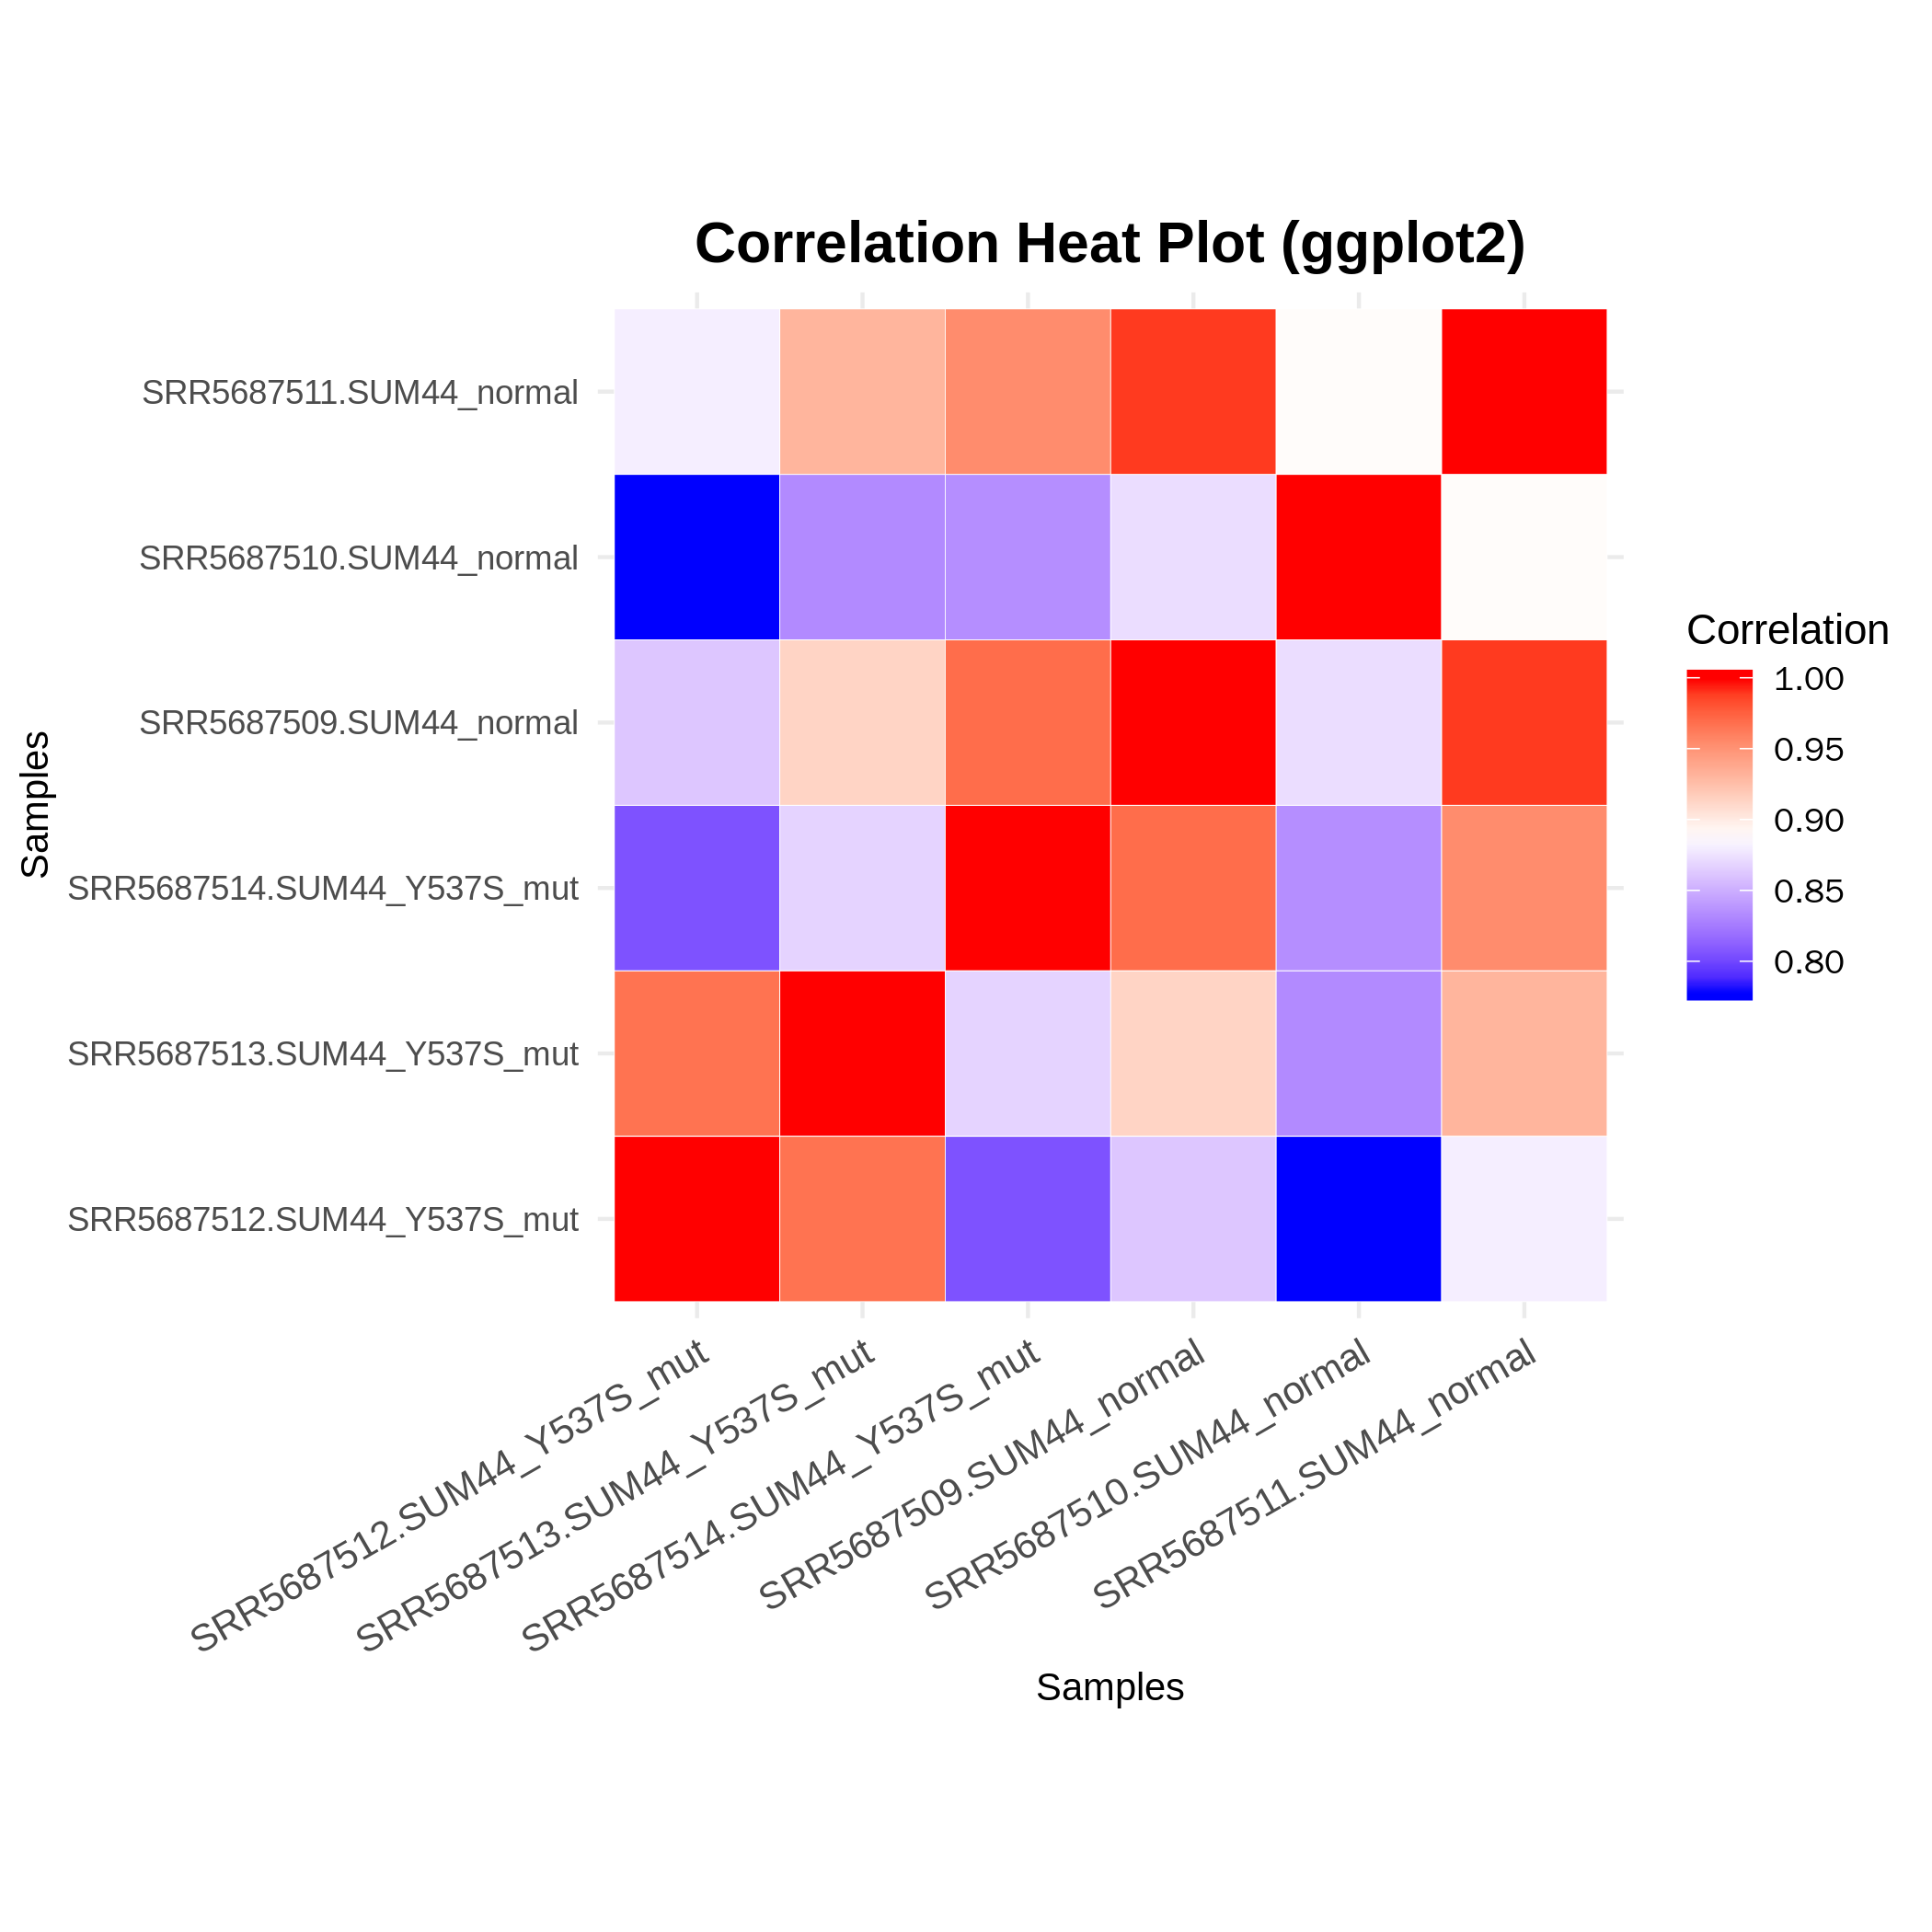 Correlation Heat Plot (ggplot2)
SRR5687511.SUM44_normal
SRR5687510.SUM44_normal
SRR5687509.SUM44_normal
SRR5687514.SUM44_Y537S_mut
SRR5687513.SUM44_Y537S_mut
SRR5687512.SUM44_Y537S_mut
Samples
Correlation
1.00
0.95
0.90
0.85
0.80
SRR5687512.SUM44_Y537S_mut
SRR5687513.SUM44_Y537S_mut
SRR5687514.SUM44_Y537S_mut
SRR5687509.SUM44_normal
SRR5687510.SUM44_normal
SRR5687511.SUM44_normal
Samples